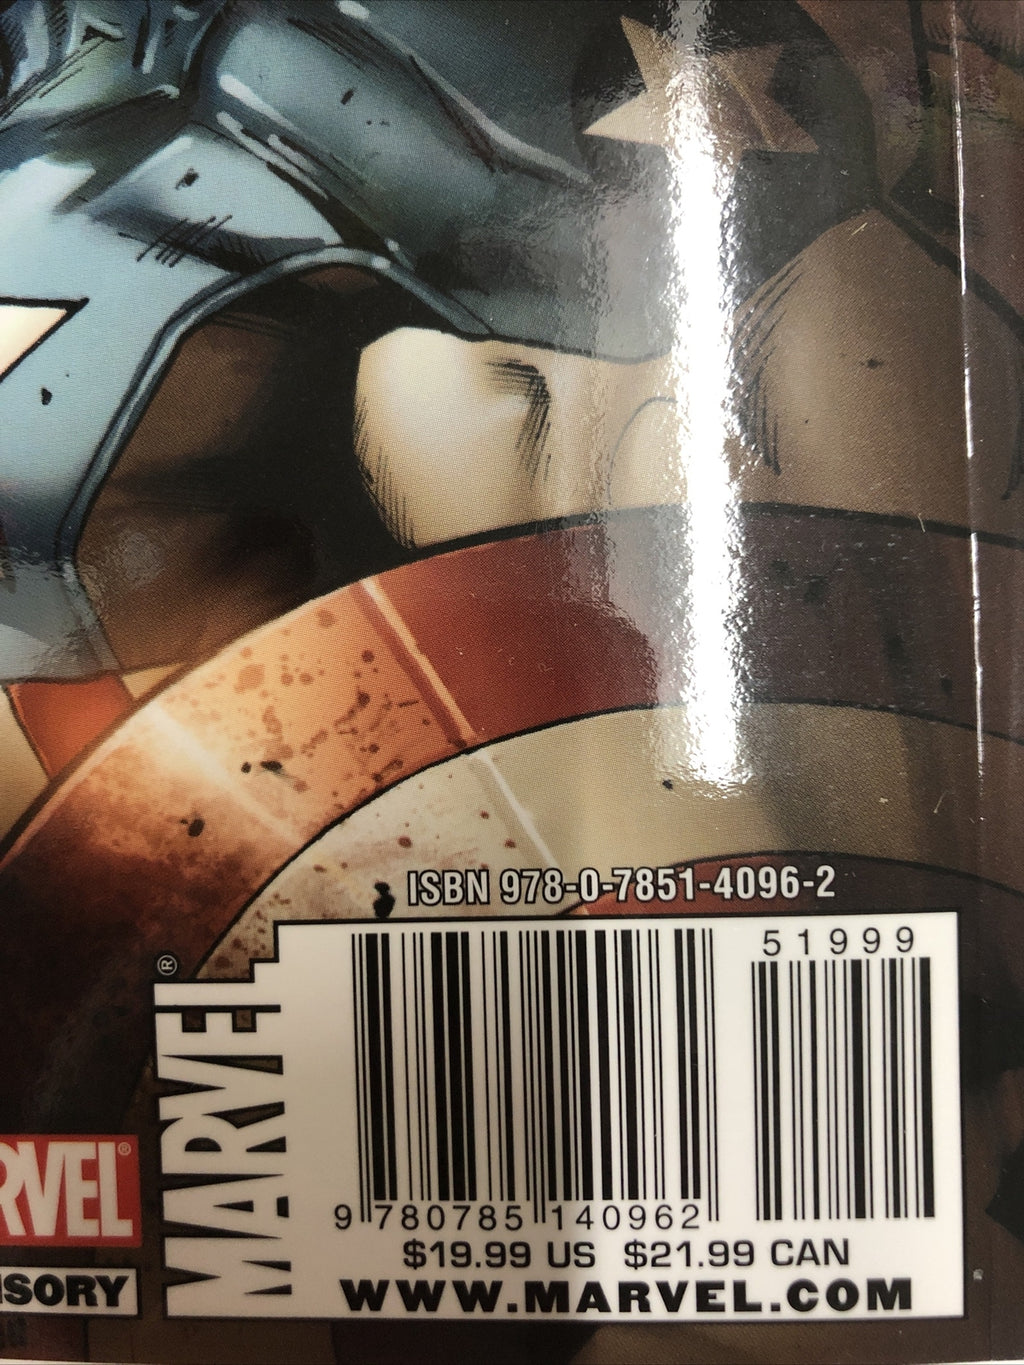 ISBN 978-0-7851-4096-2
51999
MARVEL®
9 780785 140962
$19.99 US $21.99 CAN
WWW.MARVEL.COM
RVEL®
ISORY